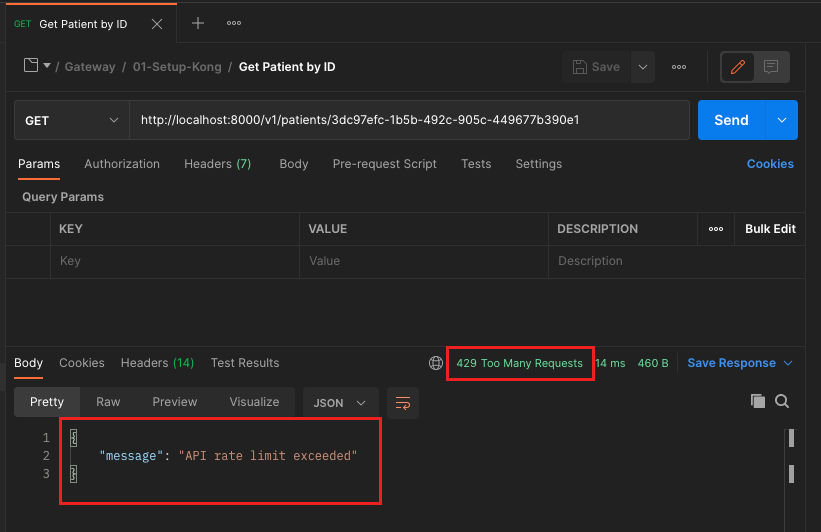 GET Get Patient by ID
/ Gateway / 01-Setup-Kong / Get Patient by ID Save
GET http://localhost:8000/v1/patients/3dc97efc-1b5b-492c-905c-449677b390e1 Send
Params Authorization Headers (7) Body Pre-request Script Tests Settings Cookies
Query Params
KEY VALUE DESCRIPTION Bulk Edit
Key Value Description
Body Cookies Headers (14) Test Results 429 Too Many Requests 14 ms 460 B Save Response
Pretty Raw Preview Visualize JSON
1 {
2 "message": "API rate limit exceeded"
3 }